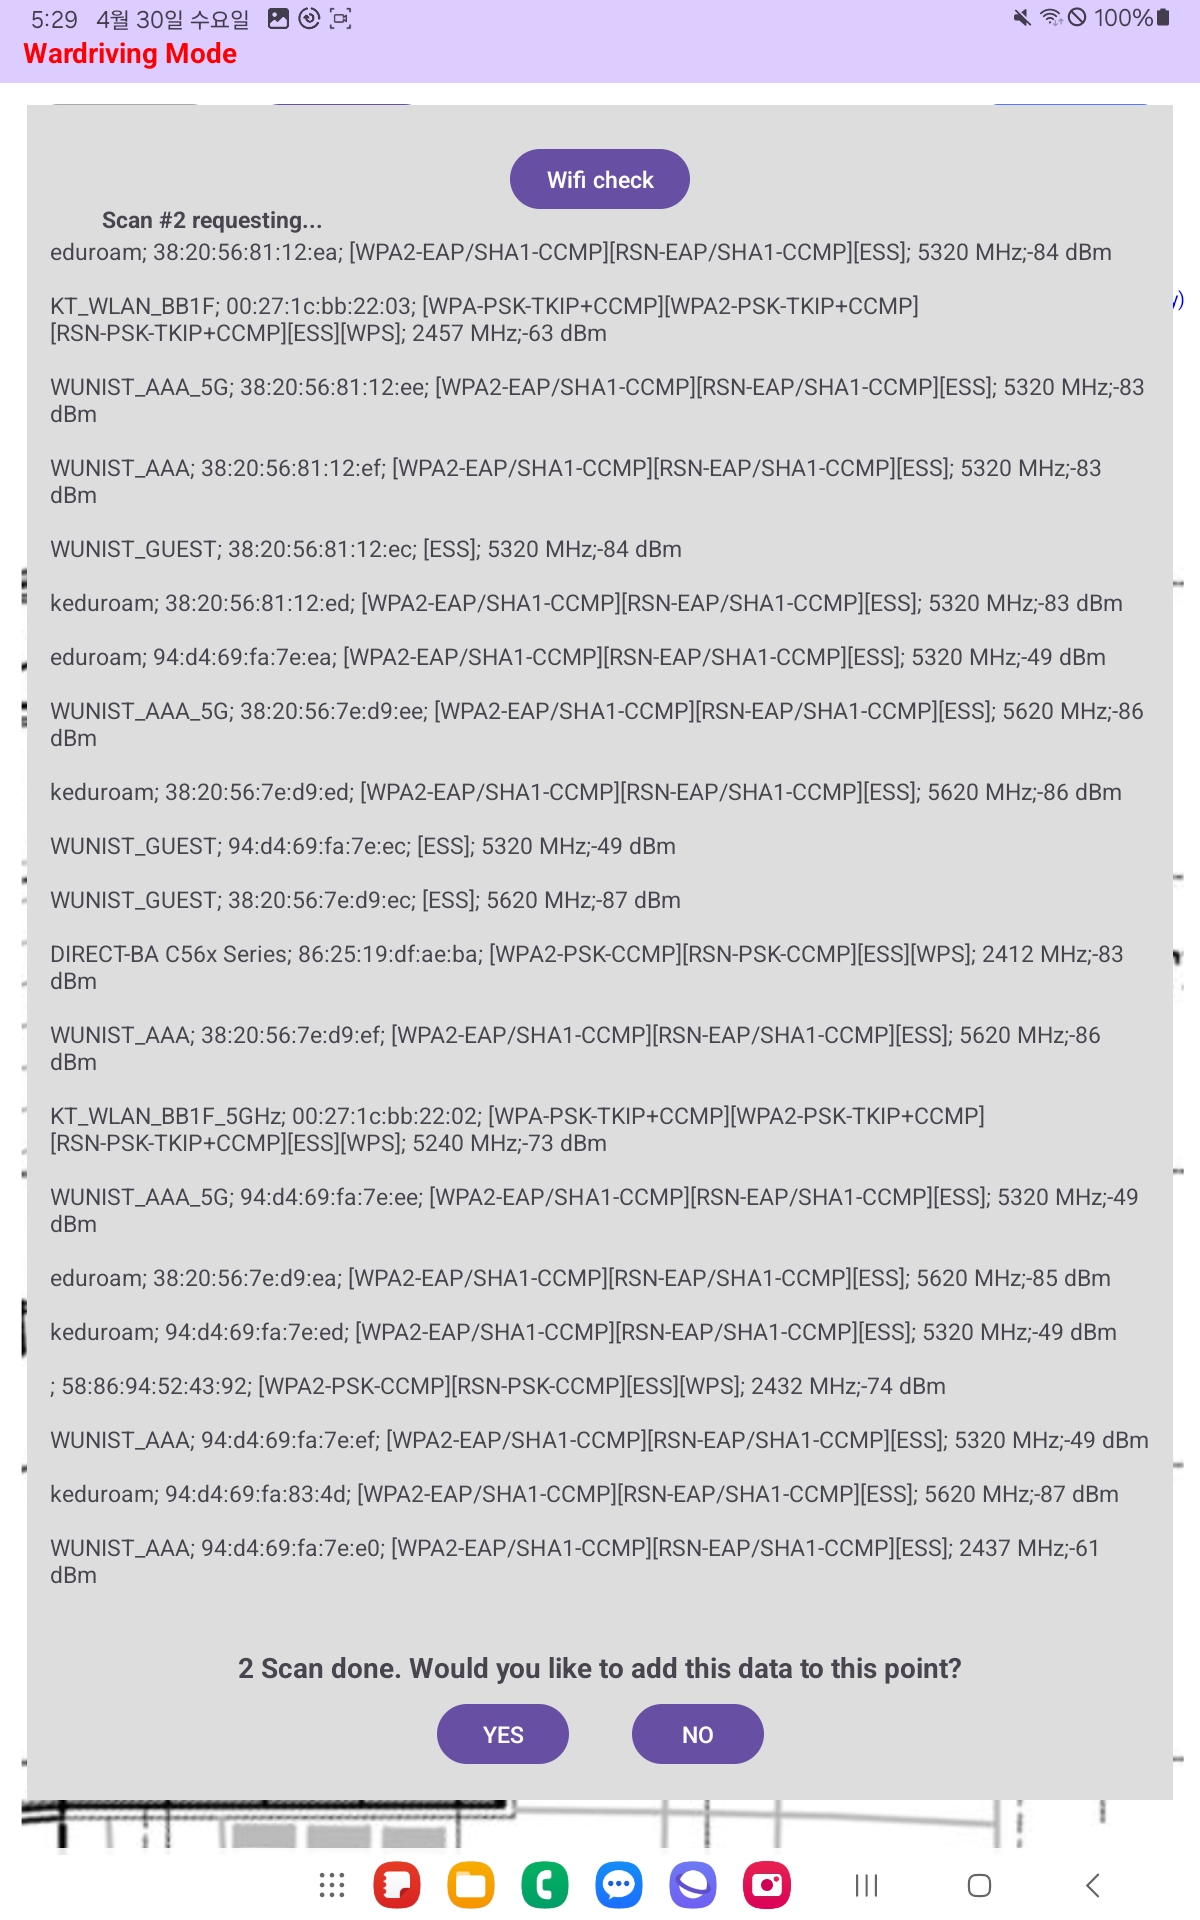 5:29 4월 30일 수요일 100%
Wardriving Mode
Wifi check
Scan #2 requesting...
eduroam; 38:20:56:81:12:ea; [WPA2-EAP/SHA1-CCMP][RSN-EAP/SHA1-CCMP][ESS]; 5320 MHz;-84 dBm
KT_WLAN_BB1F; 00:27:1c:bb:22:03; [WPA-PSK-TKIP+CCMP][WPA2-PSK-TKIP+CCMP]
[RSN-PSK-TKIP+CCMP][ESS][WPS]; 2457 MHz;-63 dBm
WUNIST_AAA_5G; 38:20:56:81:12:ee; [WPA2-EAP/SHA1-CCMP][RSN-EAP/SHA1-CCMP][ESS]; 5320 MHz;-83
dBm
WUNIST_AAA; 38:20:56:81:12:ef; [WPA2-EAP/SHA1-CCMP][RSN-EAP/SHA1-CCMP][ESS]; 5320 MHz;-83
dBm
WUNIST_GUEST; 38:20:56:81:12:ec; [ESS]; 5320 MHz;-84 dBm
keduroam; 38:20:56:81:12:ed; [WPA2-EAP/SHA1-CCMP][RSN-EAP/SHA1-CCMP][ESS]; 5320 MHz;-83 dBm
eduroam; 94:d4:69:fa:7e:ea; [WPA2-EAP/SHA1-CCMP][RSN-EAP/SHA1-CCMP][ESS]; 5320 MHz;-49 dBm
WUNIST_AAA_5G; 38:20:56:7e:d9:ee; [WPA2-EAP/SHA1-CCMP][RSN-EAP/SHA1-CCMP][ESS]; 5620 MHz;-86
dBm
keduroam; 38:20:56:7e:d9:ed; [WPA2-EAP/SHA1-CCMP][RSN-EAP/SHA1-CCMP][ESS]; 5620 MHz;-86 dBm
WUNIST_GUEST; 94:d4:69:fa:7e:ec; [ESS]; 5320 MHz;-49 dBm
WUNIST_GUEST; 38:20:56:7e:d9:ec; [ESS]; 5620 MHz;-87 dBm
DIRECT-BA C56x Series; 86:25:19:df:ae:ba; [WPA2-PSK-CCMP][RSN-PSK-CCMP][ESS][WPS]; 2412 MHz;-83
dBm
WUNIST_AAA; 38:20:56:7e:d9:ef; [WPA2-EAP/SHA1-CCMP][RSN-EAP/SHA1-CCMP][ESS]; 5620 MHz;-86
dBm
KT_WLAN_BB1F_5GHz; 00:27:1c:bb:22:02; [WPA-PSK-TKIP+CCMP][WPA2-PSK-TKIP+CCMP]
[RSN-PSK-TKIP+CCMP][ESS][WPS]; 5240 MHz;-73 dBm
WUNIST_AAA_5G; 94:d4:69:fa:7e:ee; [WPA2-EAP/SHA1-CCMP][RSN-EAP/SHA1-CCMP][ESS]; 5320 MHz;-49
dBm
eduroam; 38:20:56:7e:d9:ea; [WPA2-EAP/SHA1-CCMP][RSN-EAP/SHA1-CCMP][ESS]; 5620 MHz;-85 dBm
keduroam; 94:d4:69:fa:7e:ed; [WPA2-EAP/SHA1-CCMP][RSN-EAP/SHA1-CCMP][ESS]; 5320 MHz;-49 dBm
; 58:86:94:52:43:92; [WPA2-PSK-CCMP][RSN-PSK-CCMP][ESS][WPS]; 2432 MHz;-74 dBm
WUNIST_AAA; 94:d4:69:fa:7e:ef; [WPA2-EAP/SHA1-CCMP][RSN-EAP/SHA1-CCMP][ESS]; 5320 MHz;-49 dBm
keduroam; 94:d4:69:fa:83:4d; [WPA2-EAP/SHA1-CCMP][RSN-EAP/SHA1-CCMP][ESS]; 5620 MHz;-87 dBm
WUNIST_AAA; 94:d4:69:fa:7e:e0; [WPA2-EAP/SHA1-CCMP][RSN-EAP/SHA1-CCMP][ESS]; 2437 MHz;-61
dBm
2 Scan done. Would you like to add this data to this point?
YES NO